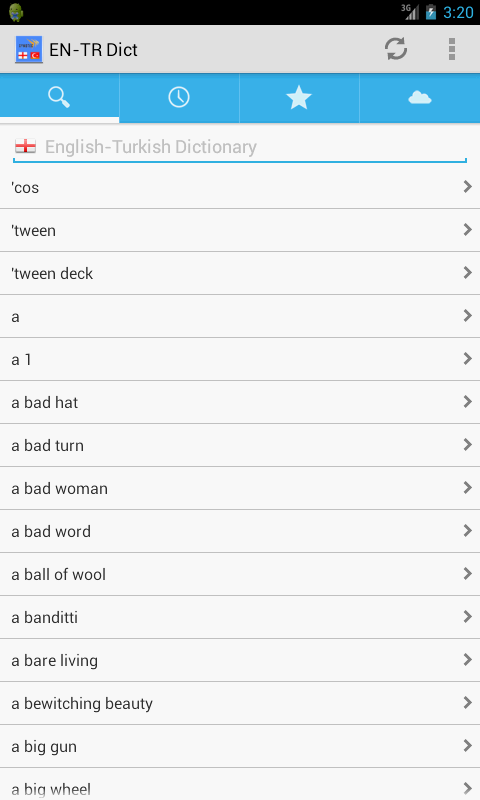 3G 3:20
EN-TR Dict
English-Turkish Dictionary
'cos
'tween
'tween deck
a
a 1
a bad hat
a bad turn
a bad woman
a bad word
a ball of wool
a banditti
a bare living
a bewitching beauty
a big gun
a big wheel